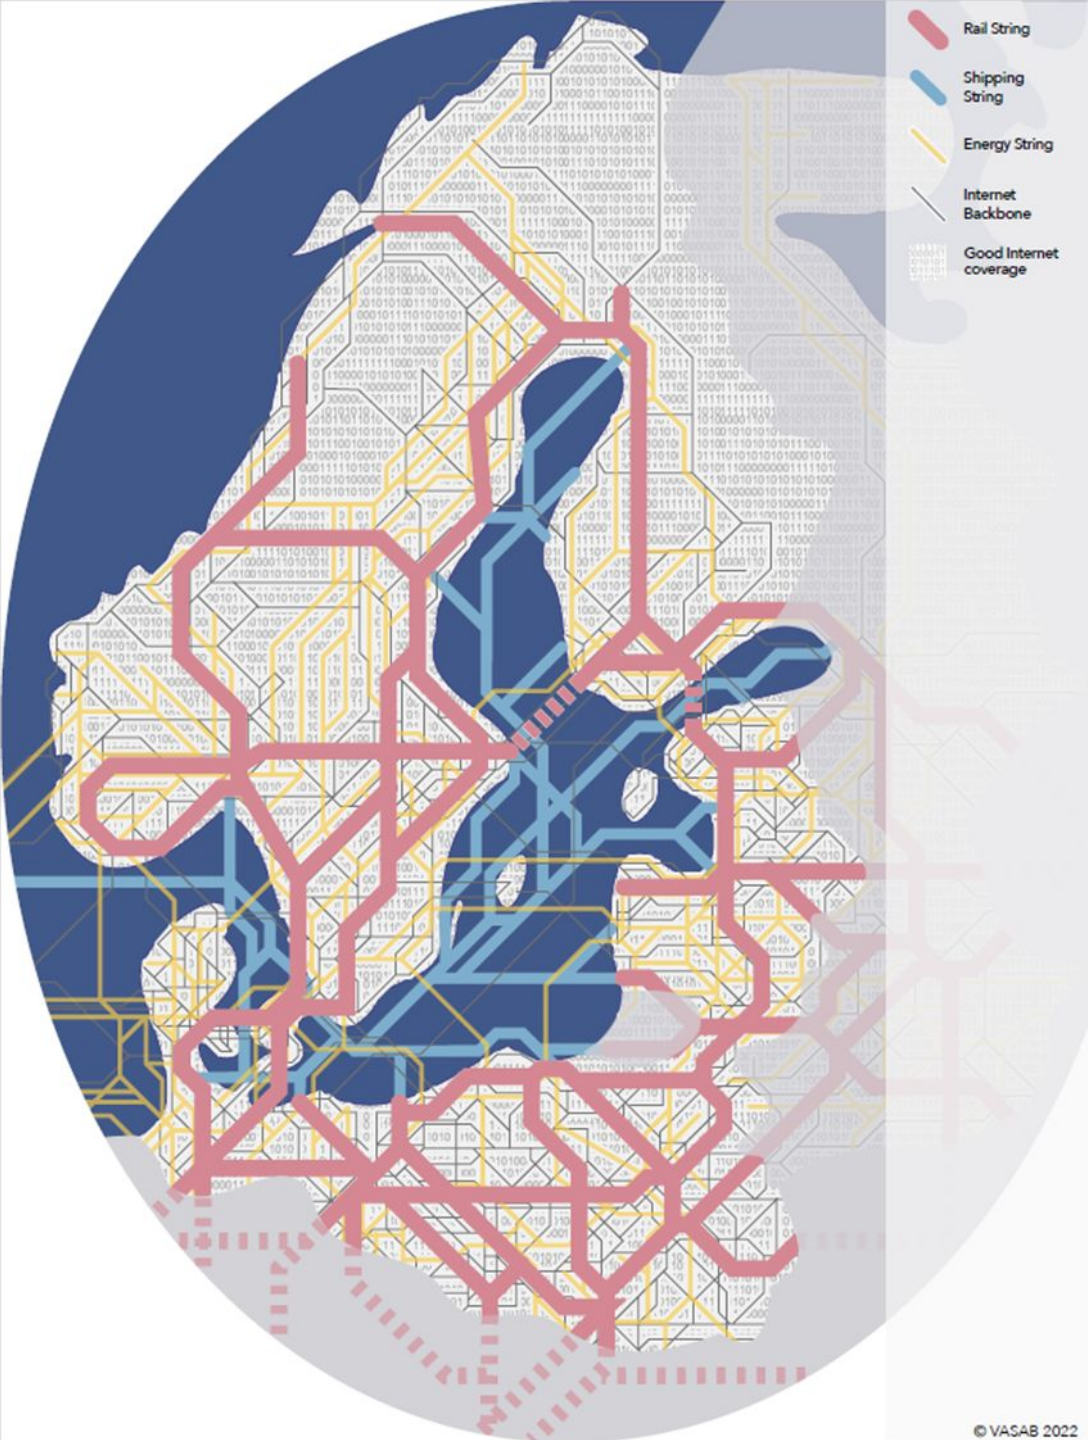 Rail String
Shipping
String
Energy String
Internet
Backbone
Good Internet
coverage
© VASAB 2022